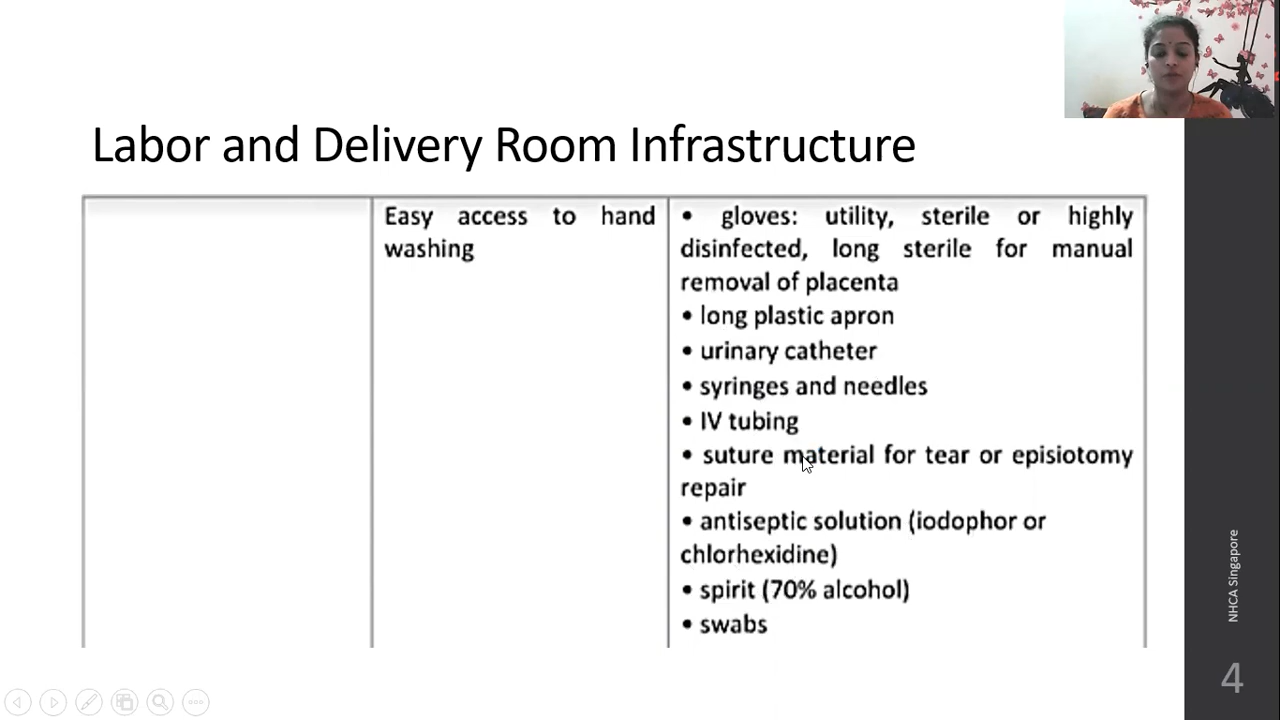 Labor and Delivery Room Infrastructure
Easy access to hand
washing
• gloves: utility, sterile or highly
disinfected, long sterile for manual
removal of placenta
• long plastic apron
• urinary catheter
• syringes and needles
• IV tubing
• suture material for tear or episiotomy
repair
• antiseptic solution (iodophor or
chlorhexidine)
• spirit (70% alcohol)
• swabs
NHCA Singapore
4